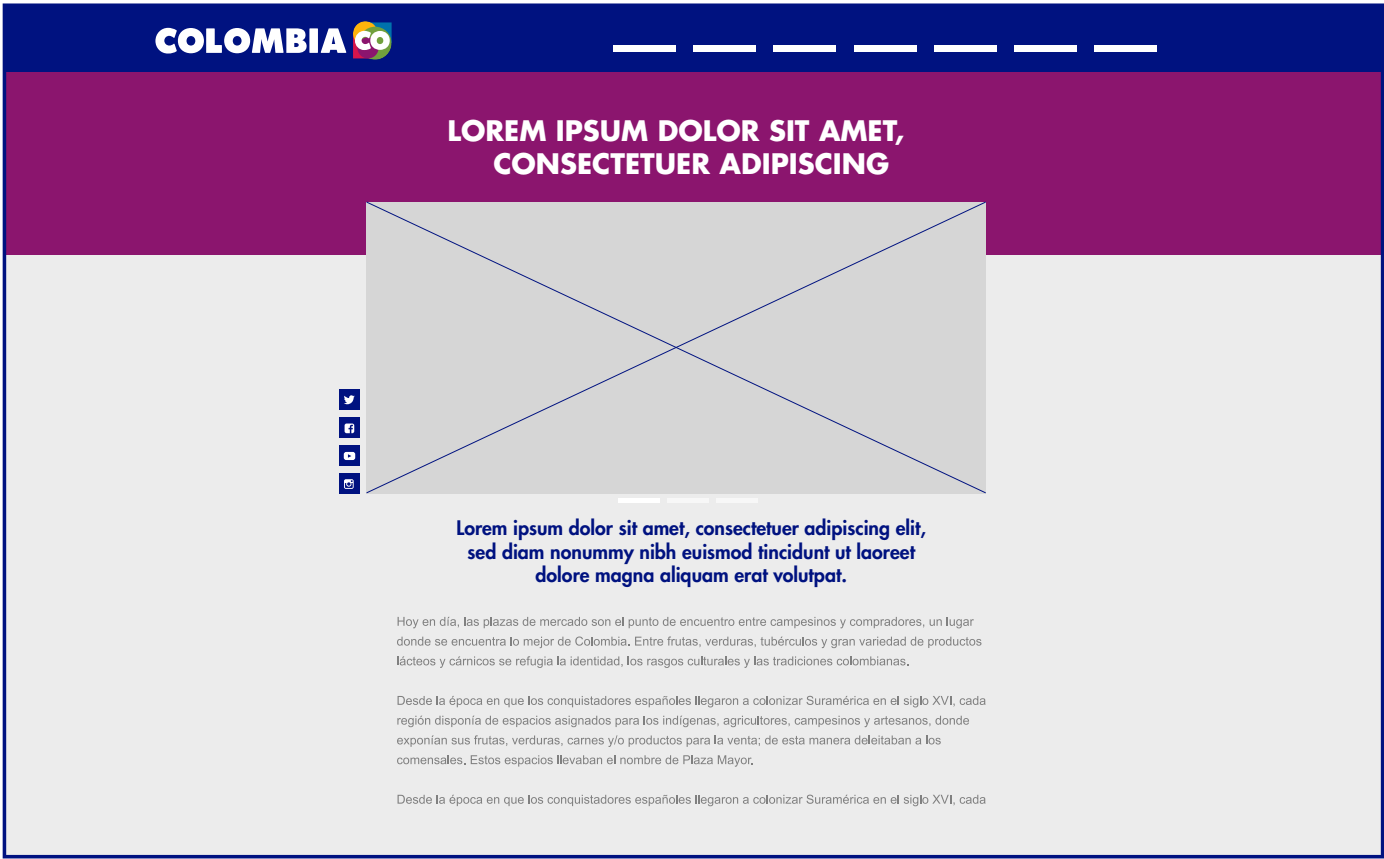 COLOMBIA CO
LOREM IPSUM DOLOR SIT AMET,
CONSECTETUER ADIPISCING
Lorem ipsum dolor sit amet, consectetuer adipiscing elit,
sed diam nonummy nibh euismod tincidunt ut laoreet
dolore magna aliquam erat volutpat.
Hoy en día, las plazas de mercado son el punto de encuentro entre campesinos y compradores, un lugar
donde se encuentra lo mejor de Colombia. Entre frutas, verduras, tubérculos y gran variedad de productos
lácteos y cárnicos se refugia la identidad, los rasgos culturales y las tradiciones colombianas.
Desde la época en que los conquistadores españoles llegaron a colonizar Suramérica en el siglo XVI, cada
región disponía de espacios asignados para los indígenas, agricultores, campesinos y artesanos, donde
exponían sus frutas, verduras, carnes y/o productos para la venta; de esta manera deleitaban a los
comensales. Estos espacios llevaban el nombre de Plaza Mayor.
Desde la época en que los conquistadores españoles llegaron a colonizar Suramérica en el siglo XVI, cada